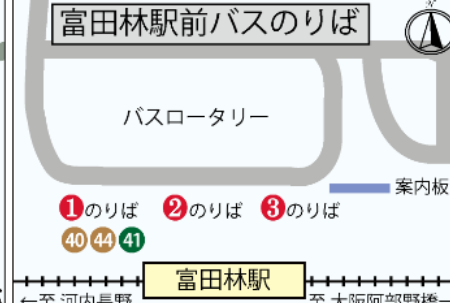 富田林駅前バスのりば
N
バスロータリー
案内板
1のりば 2のりば 3のりば
40 44 41
富田林駅
←至 河内長野 至 大阪阿部野橋→